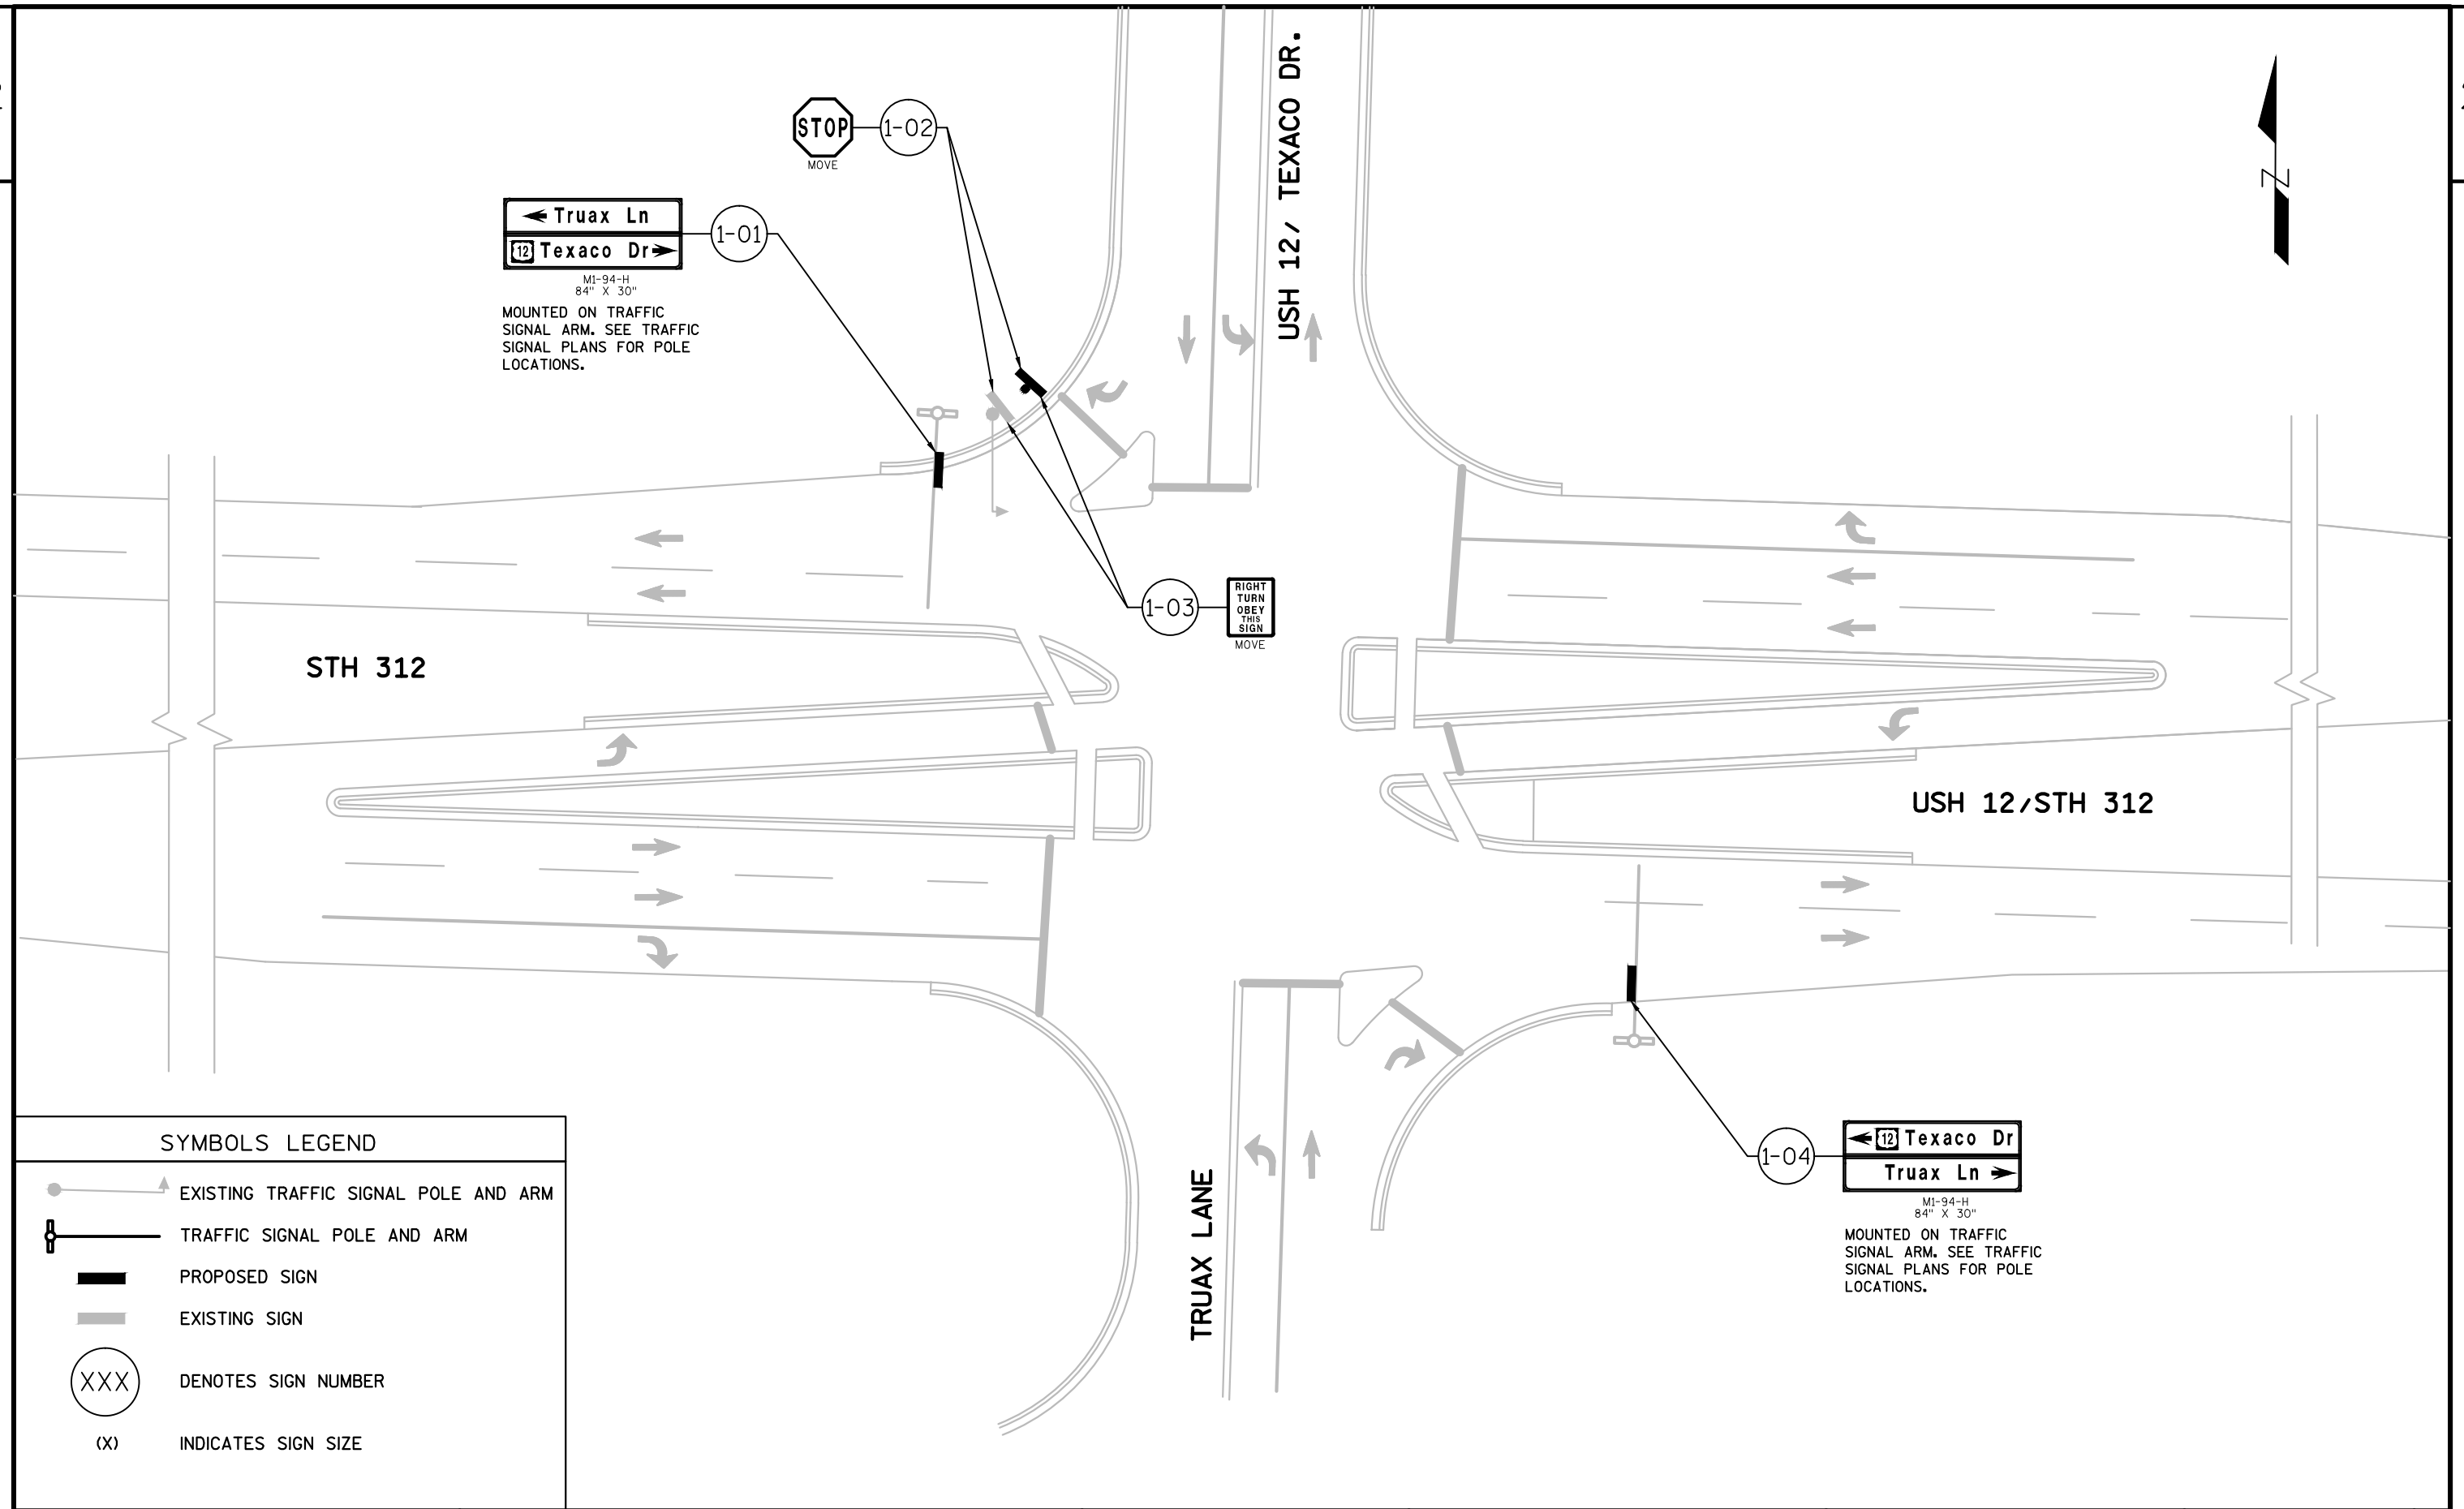 USH 12/ TEXACO DR.
STOP
1-02
MOVE
Truax Ln
12 Texaco Dr
1-01
M1-94-H
84" X 30"
MOUNTED ON TRAFFIC
SIGNAL ARM. SEE TRAFFIC
SIGNAL PLANS FOR POLE
LOCATIONS.
N
1-03
RIGHT
TURN
OBEY
THIS
SIGN
MOVE
STH 312
USH 12/STH 312
TRUAX LANE
1-04
12 Texaco Dr
Truax Ln
M1-94-H
84" X 30"
MOUNTED ON TRAFFIC
SIGNAL ARM. SEE TRAFFIC
SIGNAL PLANS FOR POLE
LOCATIONS.
SYMBOLS LEGEND
EXISTING TRAFFIC SIGNAL POLE AND ARM
TRAFFIC SIGNAL POLE AND ARM
PROPOSED SIGN
EXISTING SIGN
XXX DENOTES SIGN NUMBER
(X) INDICATES SIGN SIZE